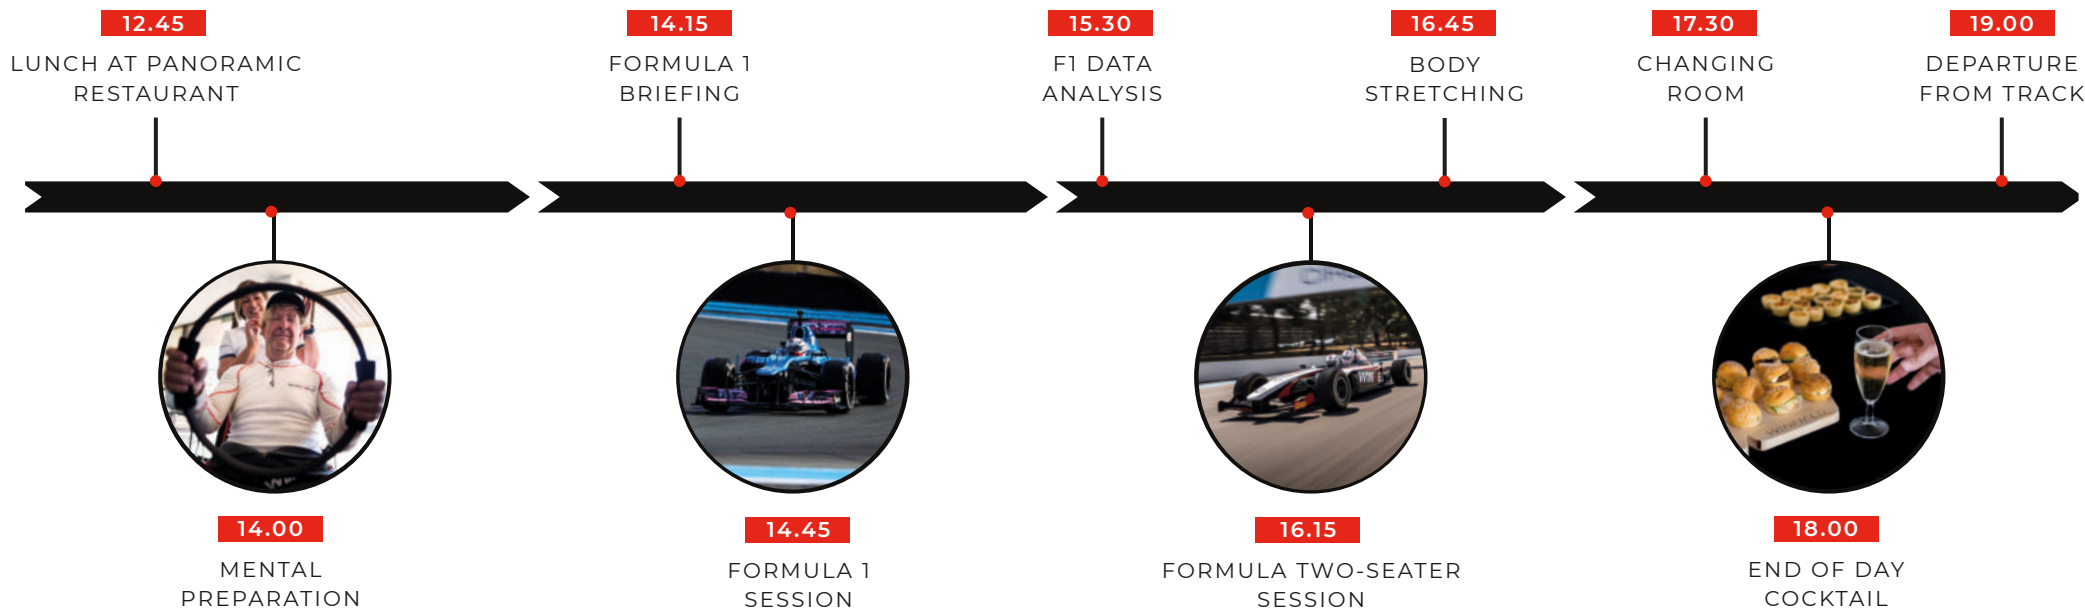 12.45
LUNCH AT PANORAMIC
RESTAURANT
14.00
MENTAL
PREPARATION
14.15
FORMULA 1
BRIEFING
14.45
FORMULA 1
SESSION
15.30
F1 DATA
ANALYSIS
16.15
FORMULA TWO-SEATER
SESSION
16.45
BODY
STRETCHING
17.30
CHANGING
ROOM
18.00
END OF DAY
COCKTAIL
WINFIELD
19.00
DEPARTURE
FROM TRACK